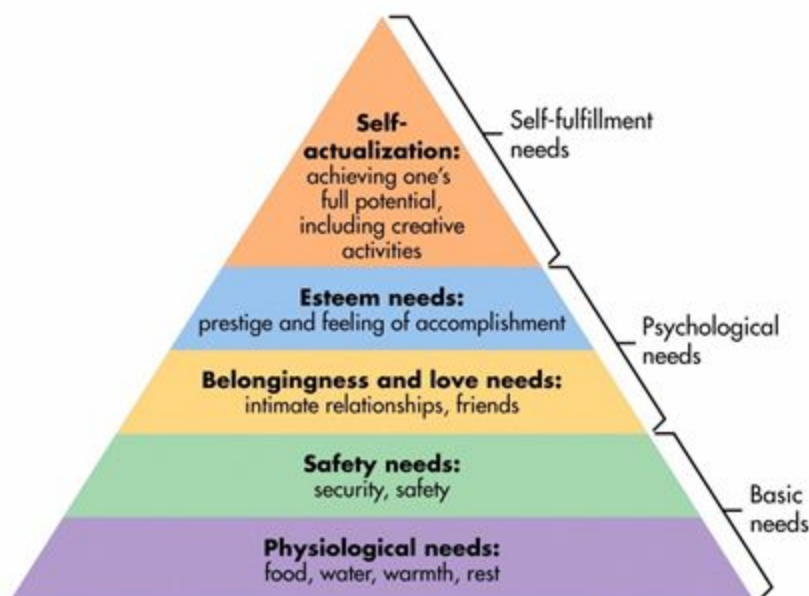 Self-
actualization:
achieving one's
full potential,
including creative
activities
Self-fulfillment
needs
Esteem needs:
prestige and feeling of accomplishment
Belongingness and love needs:
intimate relationships, friends
Psychological
needs
Safety needs:
security, safety
Physiological needs:
food, water, warmth, rest
Basic
needs